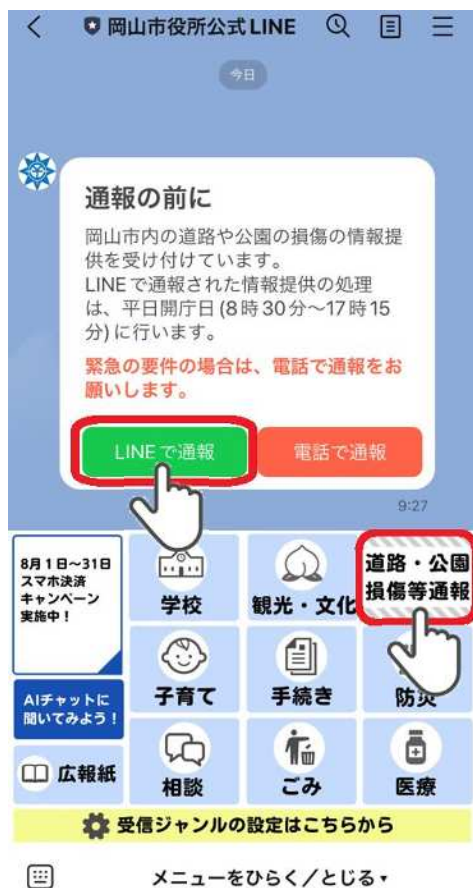 岡山市役所公式LINE
今日
通報の前に
岡山市内の道路や公園の損傷の情報提
供を受け付けています。
LINEで通報された情報提供の処理
は、平日開庁日(8時30分～17時15
分)に行います。
緊急の要件の場合は、電話で通報をお
願いします。
LINEで通報
電話で通報
9:27
8月1日～31日
スマホ決済
キャンペーン
実施中！
学校
観光・文化
道路・公園
損傷等通報
AIチャットに
聞いてみよう！
子育て
手続き
防災
広報紙
相談
ごみ
医療
受信ジャンルの設定はこちらから
メニューをひらく／とじる▾